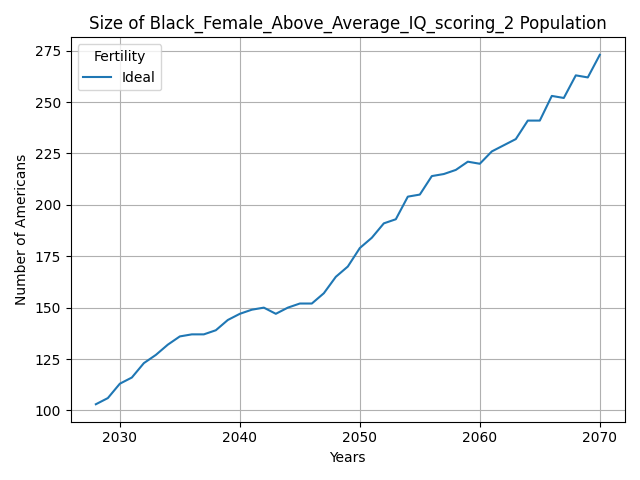 Size of Black_Female_Above_Average_IQ_scoring_2 Population
Fertility
Ideal
Number of Americans
275
250
225
200
175
150
125
100
2030 2040 2050 2060 2070
Years